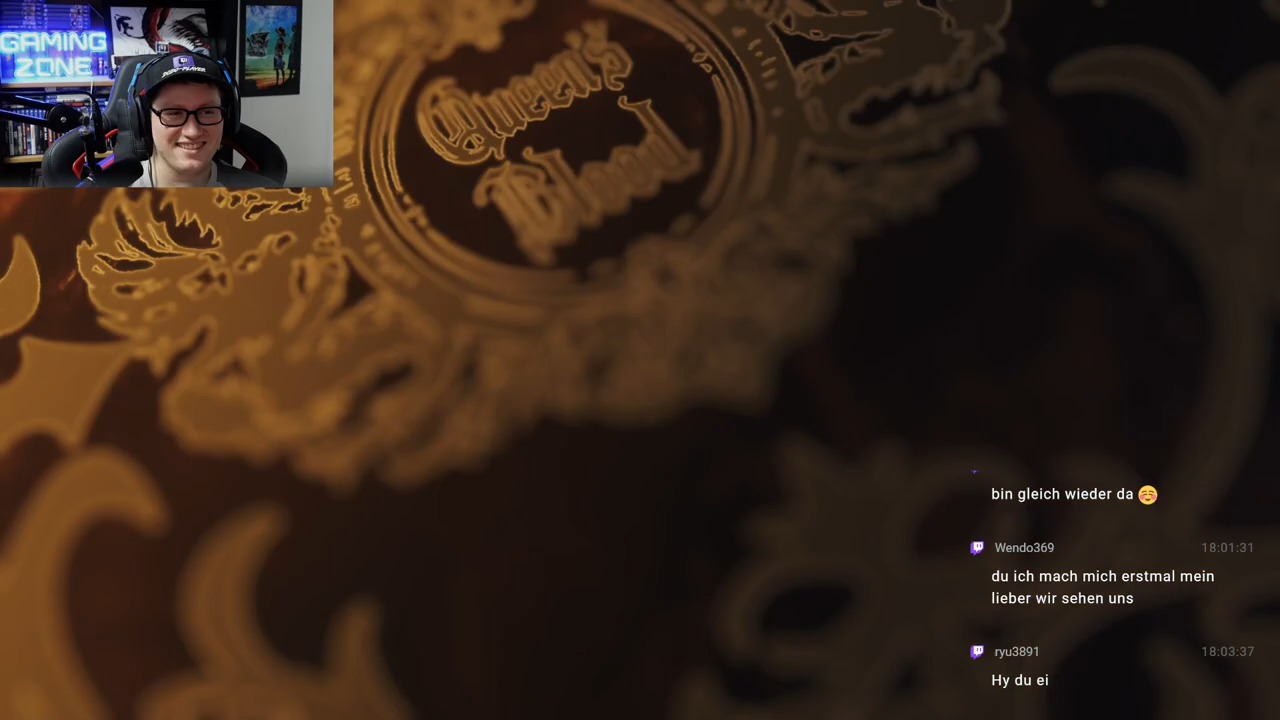 GAMING
ZONE
Queen's
Blood
bin gleich wieder da ☺️
Wendo369 18:01:31
du ich mach mich erstmal mein
lieber wir sehen uns
ryu3891 18:03:37
Hy du ei